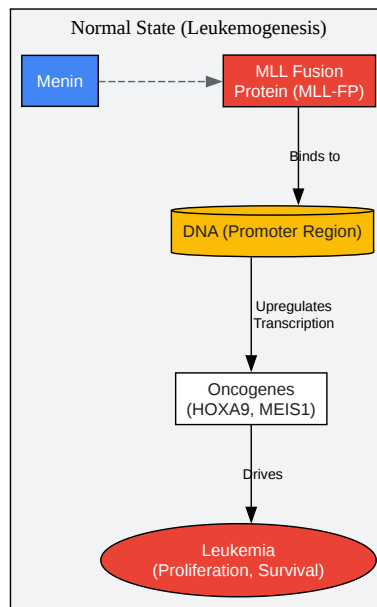 Normal State (Leukemogenesis)
Menin
MLL Fusion
Protein (MLL-FP)
Binds to
DNA (Promoter Region)
Upregulates
Transcription
Oncogenes
(HOXA9, MEIS1)
Drives
Leukemia
(Proliferation, Survival)